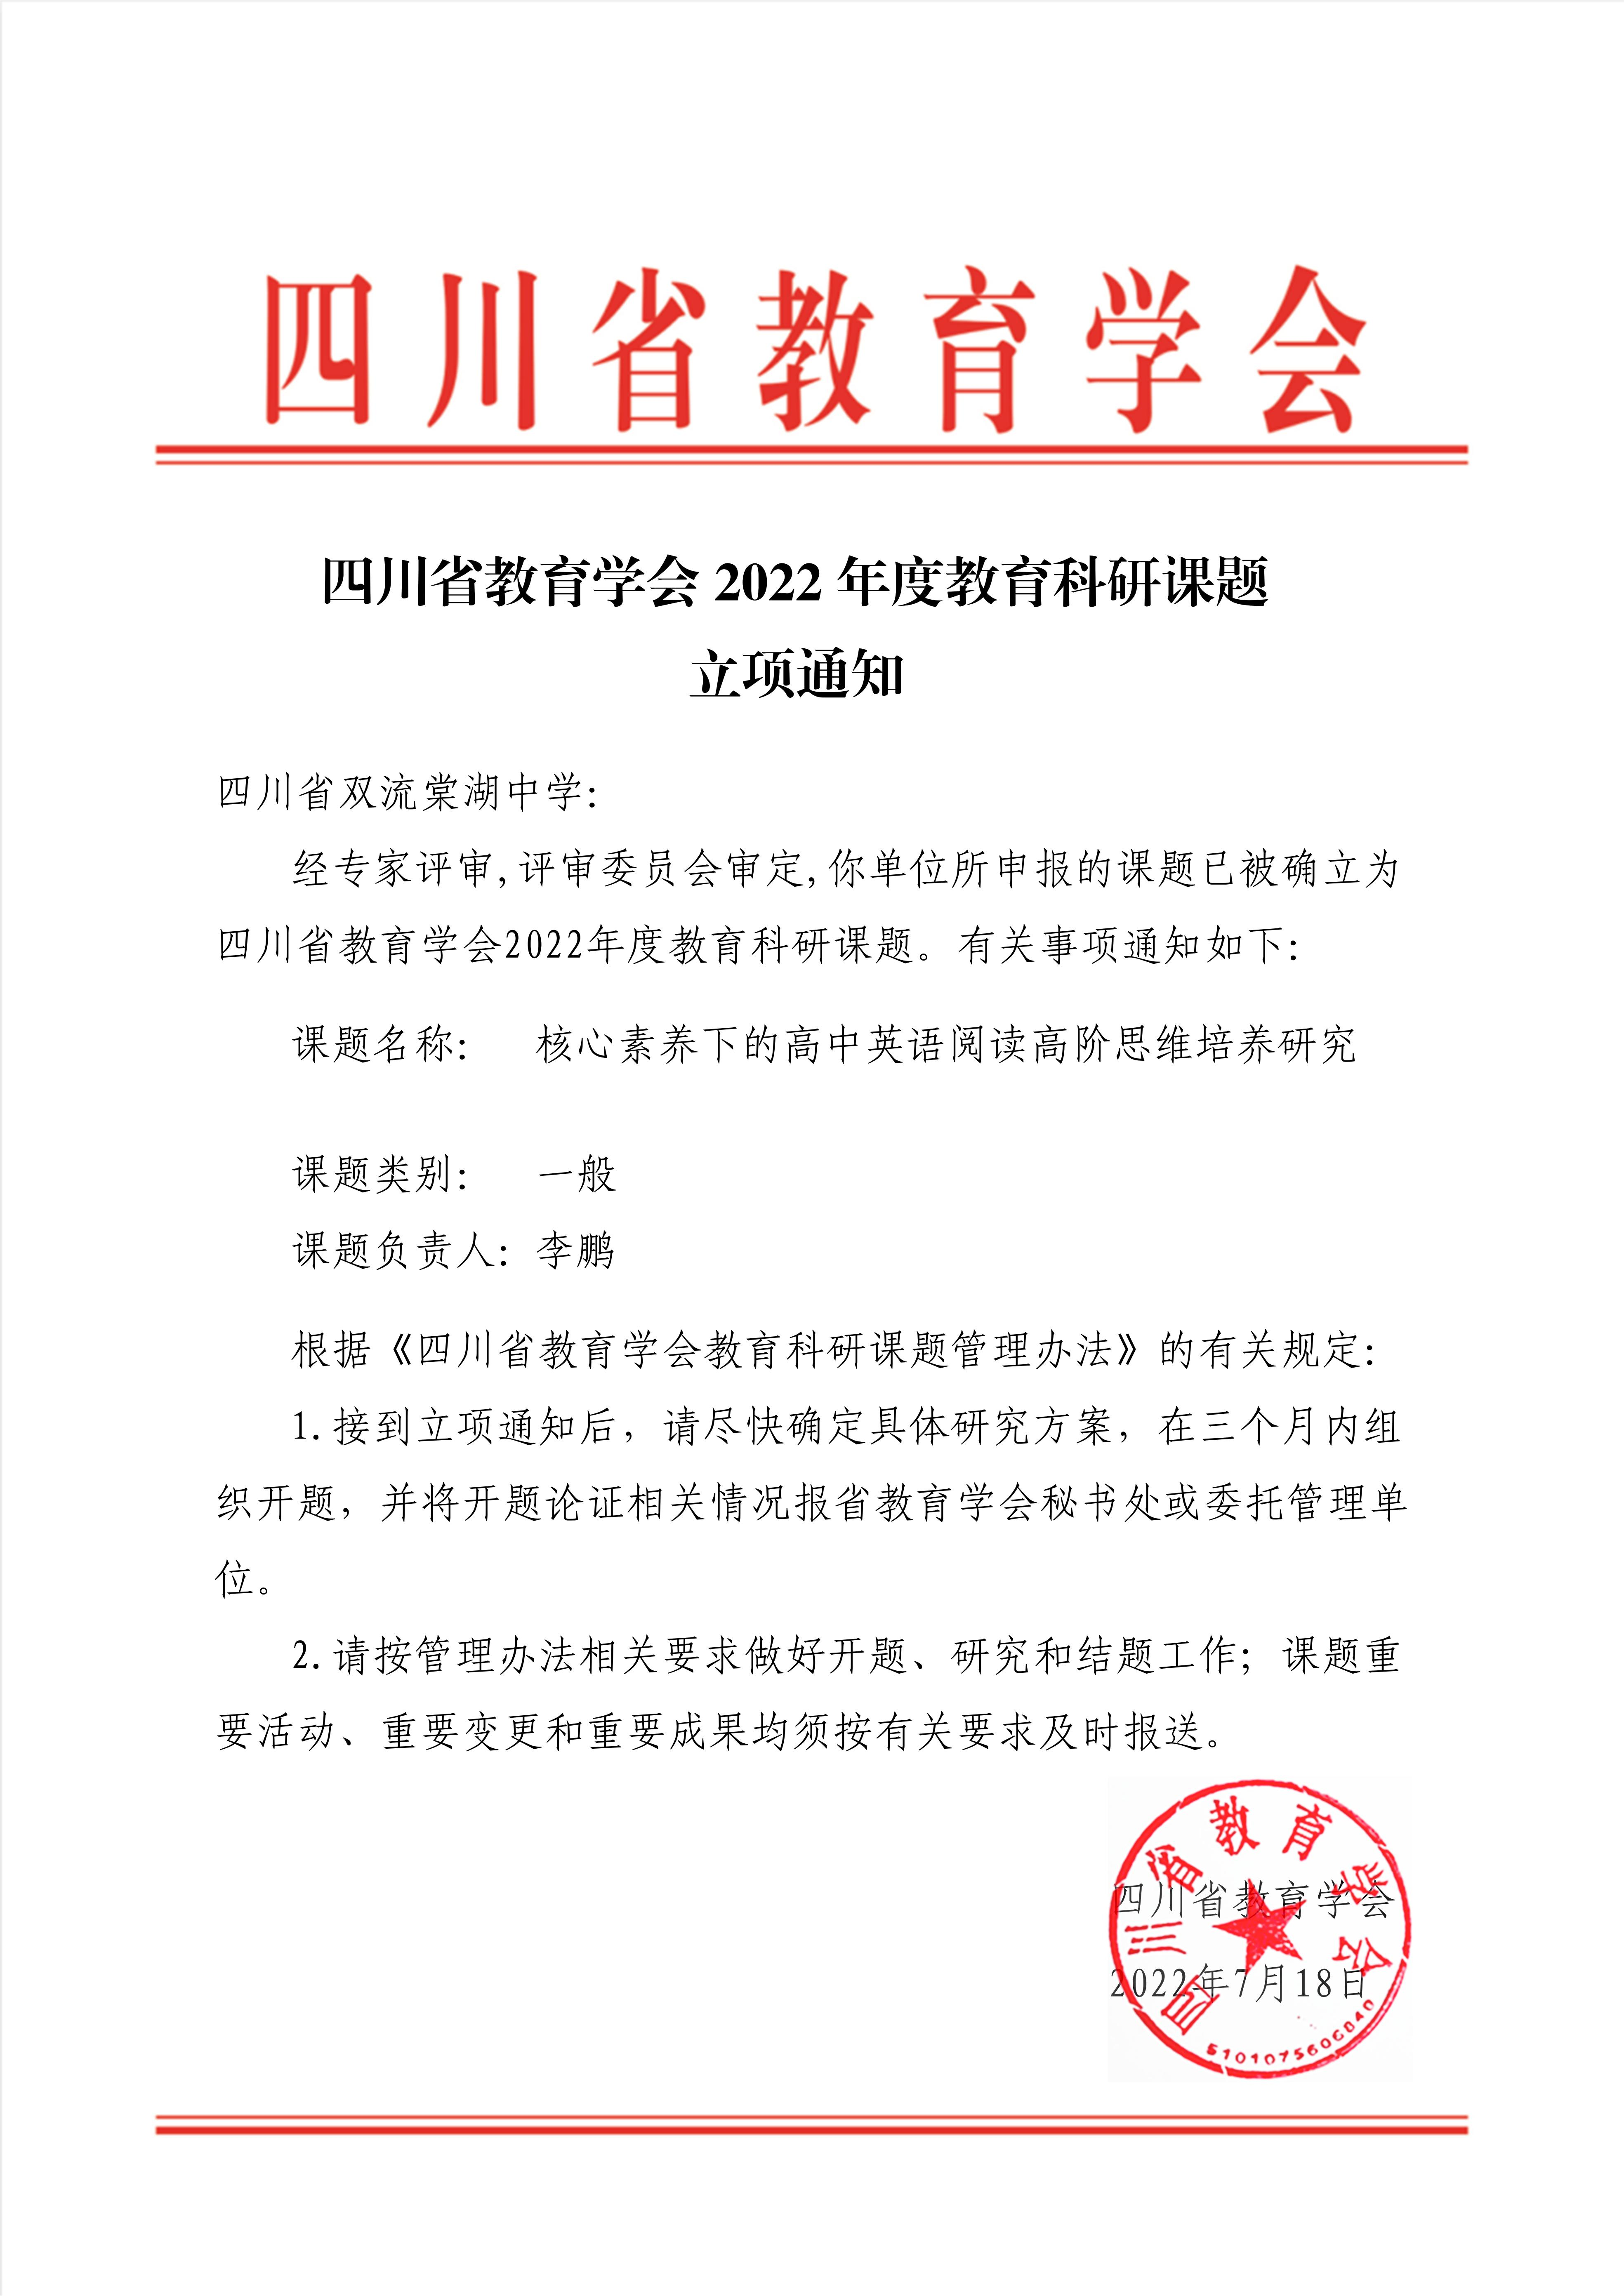 四川省教育学会
四川省教育学会 2022 年度教育科研课题
立项通知
四川省双流棠湖中学：
经专家评审,评审委员会审定,你单位所申报的课题已被确立为
四川省教育学会2022年度教育科研课题。有关事项通知如下：
课题名称： 核心素养下的高中英语阅读高阶思维培养研究
课题类别： 一般
课题负责人：李鹏
根据《四川省教育学会教育科研课题管理办法》的有关规定：
1.接到立项通知后，请尽快确定具体研究方案，在三个月内组
织开题，并将开题论证相关情况报省教育学会秘书处或委托管理单
位。
2.请按管理办法相关要求做好开题、研究和结题工作；课题重
要活动、重要变更和重要成果均须按有关要求及时报送。
四川省教育学会
2022年7月18日
四川省教育学会